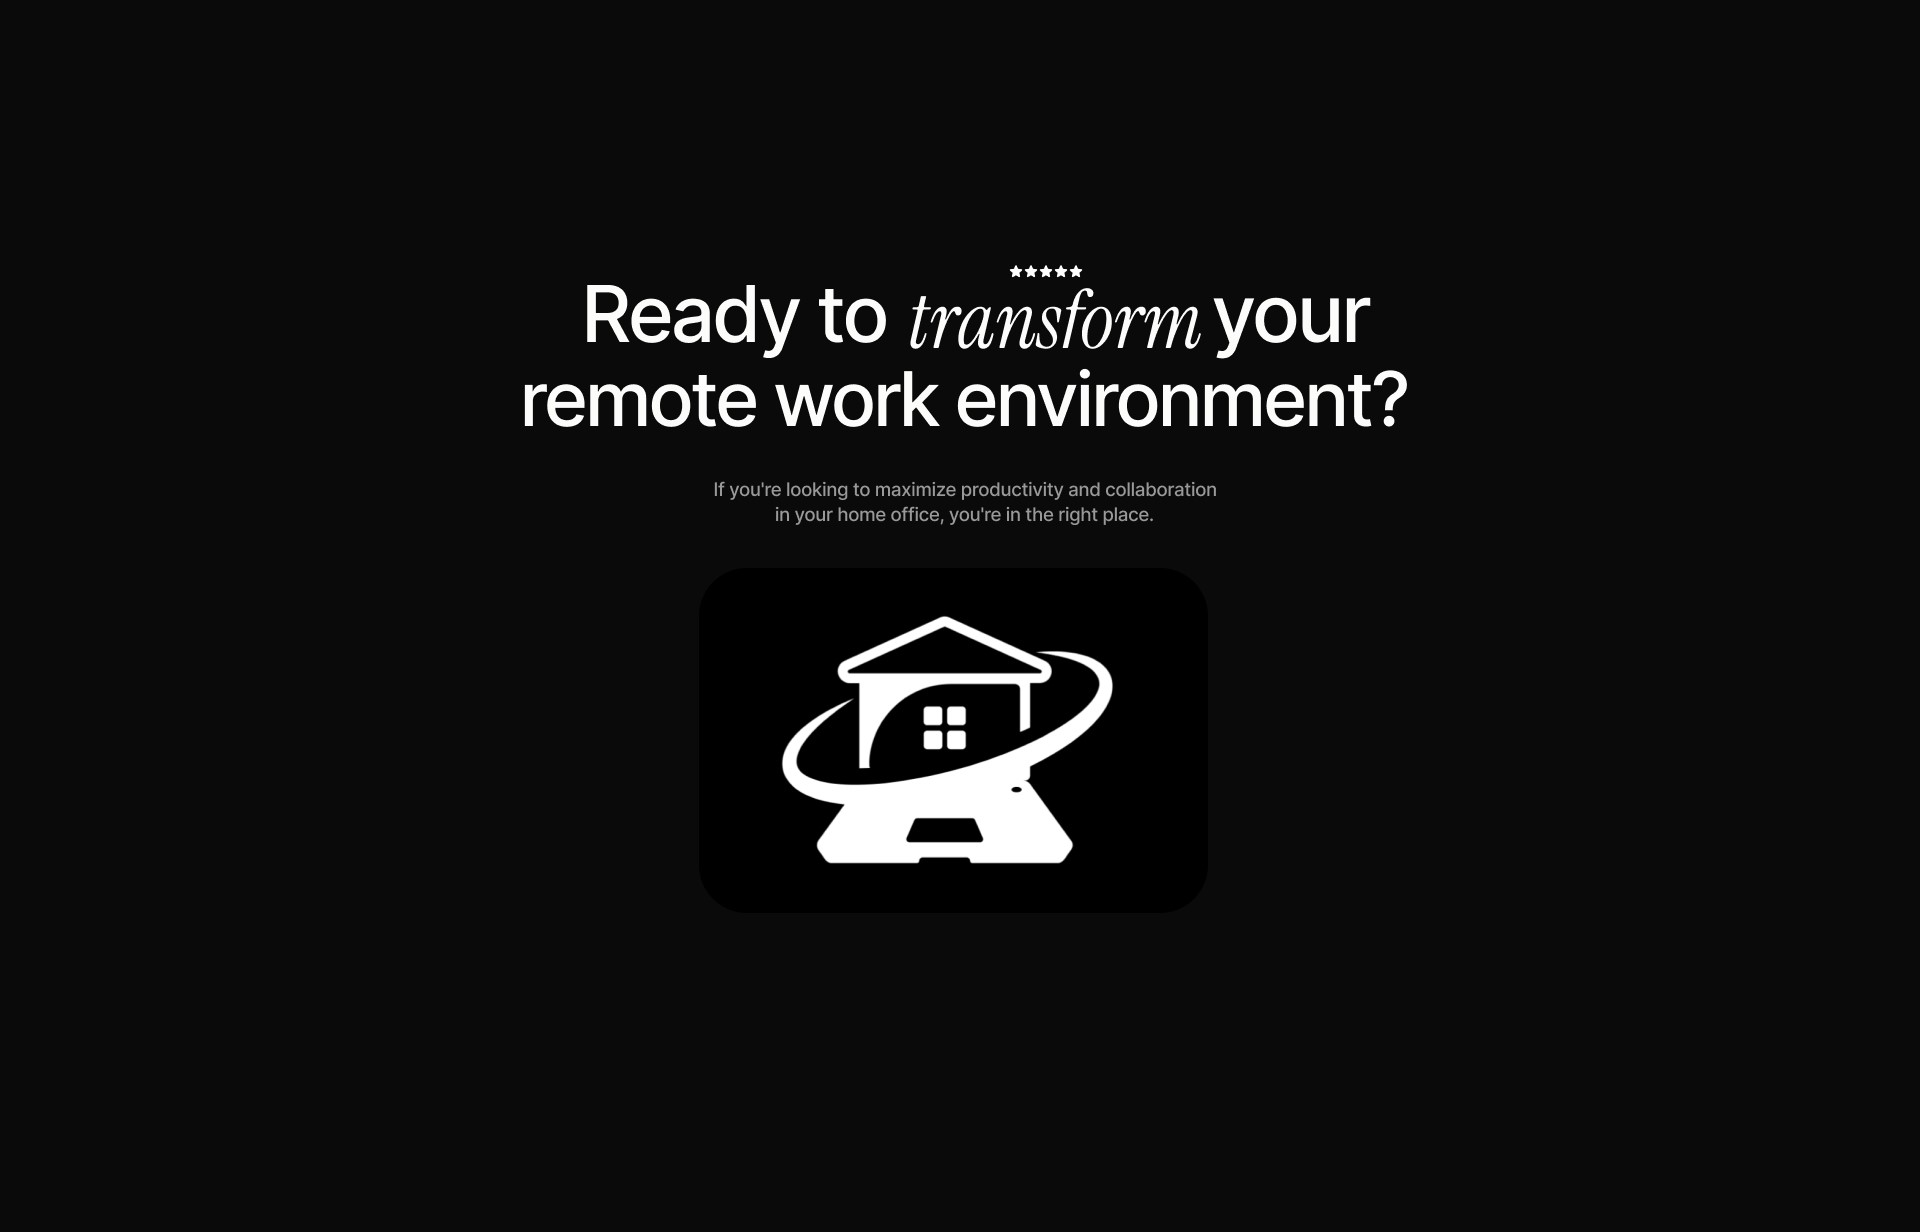 Ready to transform your
remote work environment?
If you're looking to maximize productivity and collaboration
in your home office, you're in the right place.